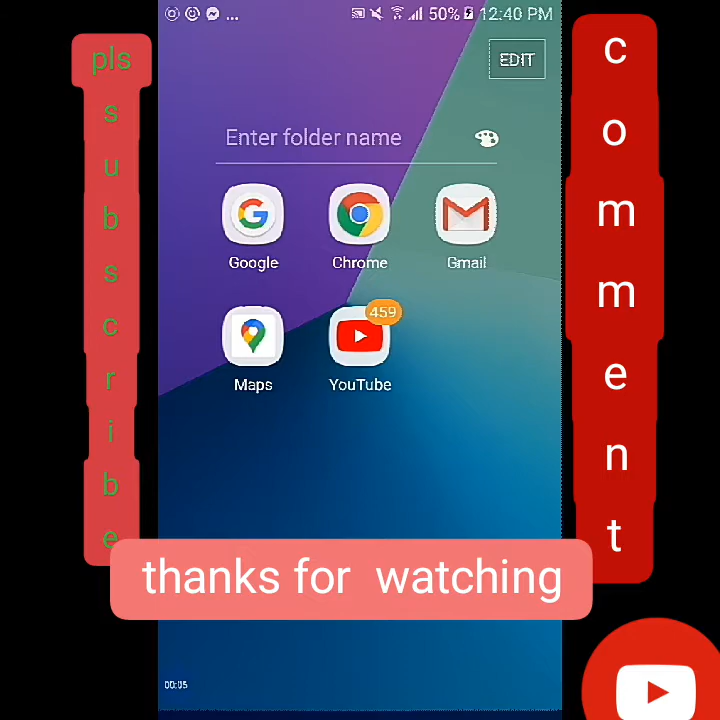 ... 50% 12:40 PM
EDIT
Enter folder name
Google Chrome Gmail
459
Maps YouTube
pls
s
u
b
s
c
r
i
b
e
c
o
m
m
e
n
t
thanks for watching
00:05